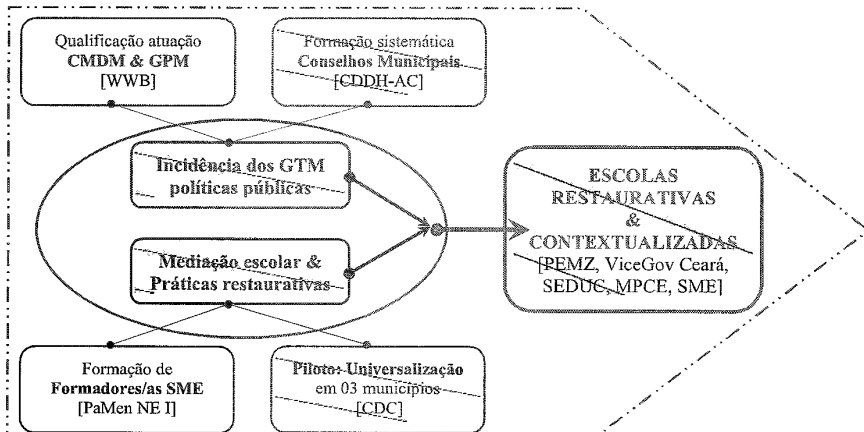 Qualificação atuação
CMDM & GPM
[WWB]
Formação sistemática
Conselhos Municipais
[CDDH-AC]
Incidência dos GTM
políticas públicas
Mediação escolar &
Práticas restaurativas
ESCOLAS
RESTAURATIVAS
&
CONTEXTUALIZADAS
[PEMZ, ViceGov Ceará,
SEDUC, MPCE, SME]
Formação de
Formadores/as SME
[PaMen NE I]
Piloto: Universalização
em 03 municípios
[CDC]